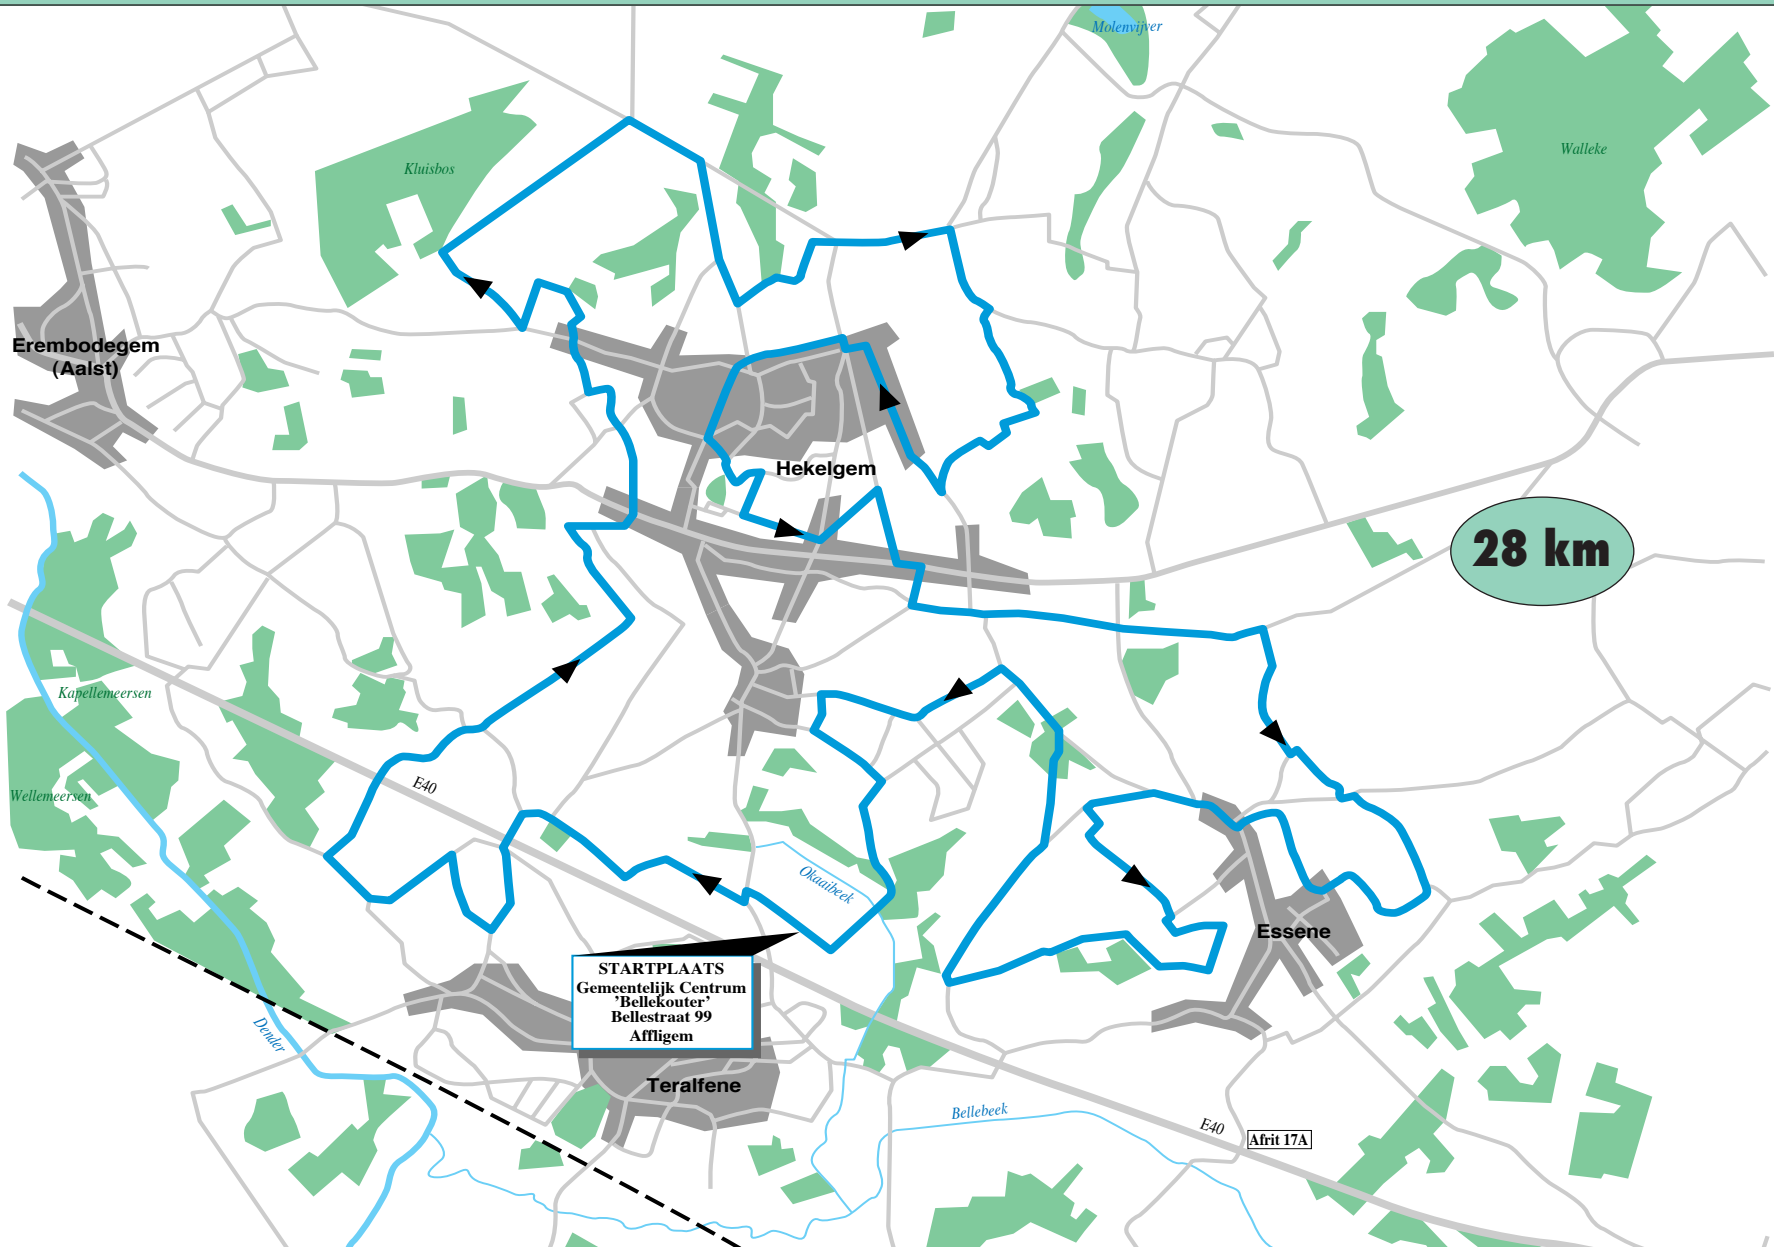 Molenvijver
Walleke
Kluisbos
Erembodegem
(Aalst)
Hekelgem
28 km
Kapellemeersen
E40
Wellemeersen
Okaaibeek
Essene
STARTPLAATS
Gemeentelijk Centrum
'Bellekouter'
Bellestraat 99
Affligem
Dender
Teralfene
Bellebeek
E40
Afrit 17A